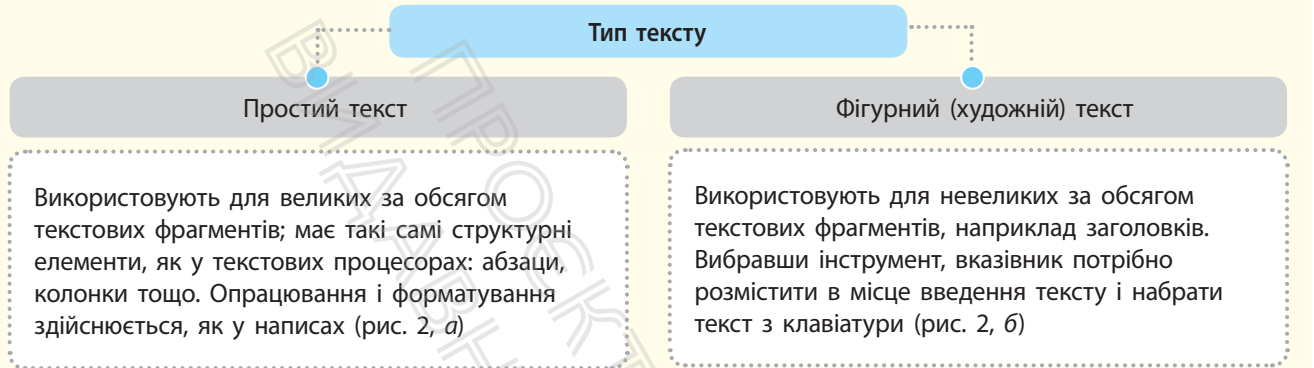 Тип тексту
Простий текст
Використовують для великих за обсягом
текстових фрагментів; має такі самі структурні
елементи, як у текстових процесорах: абзаци,
колонки тощо. Опрацювання і форматування
здійснюється, як у написах (рис. 2, а)
Фігурний (художній) текст
Використовують для невеликих за обсягом
текстових фрагментів, наприклад заголовків.
Вибравши інструмент, вказівник потрібно
розмістити в місце введення тексту і набрати
текст з клавіатури (рис. 2, б)
ПРОЄКТ